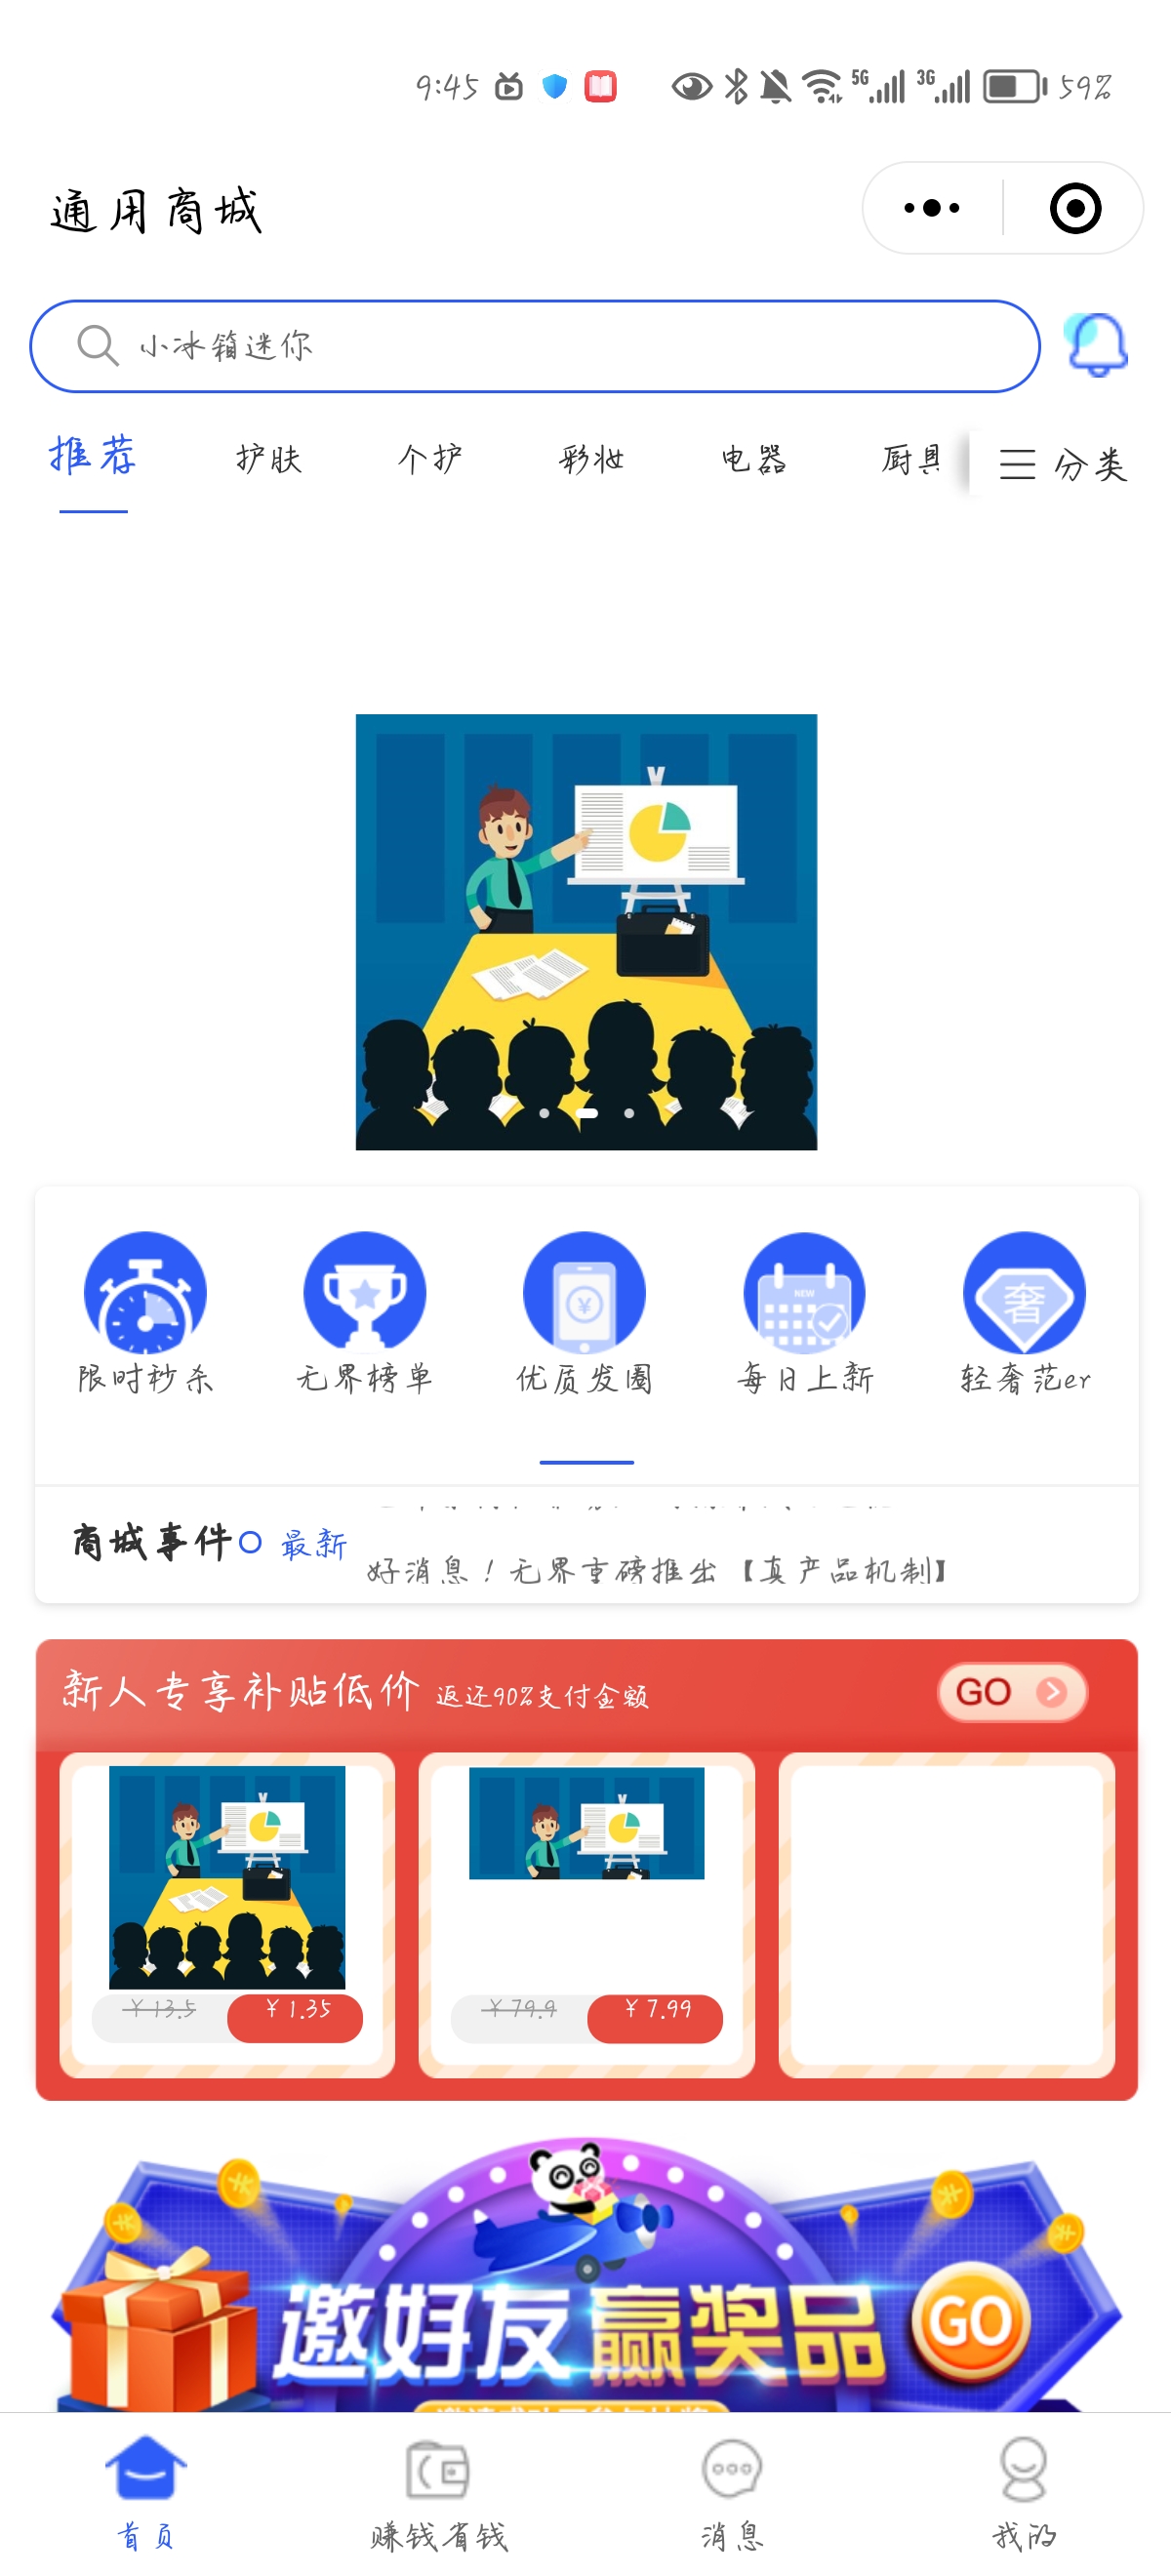 9:45
5G
3G
59%
通用商城
小冰箱迷你
推荐
护肤
个护
彩妆
电器
厨具
分类
NEW
奢
限时秒杀
无界榜单
优质发圈
每日上新
轻奢范er
商城事件
最新
好消息！无界重磅推出【真产品机制】
新人专享补贴低价 返还90%支付金额
GO
¥ 13.5
¥ 1.35
¥ 79.9
¥ 7.99
邀好友赢奖品
GO
首页
赚钱省钱
消息
我的